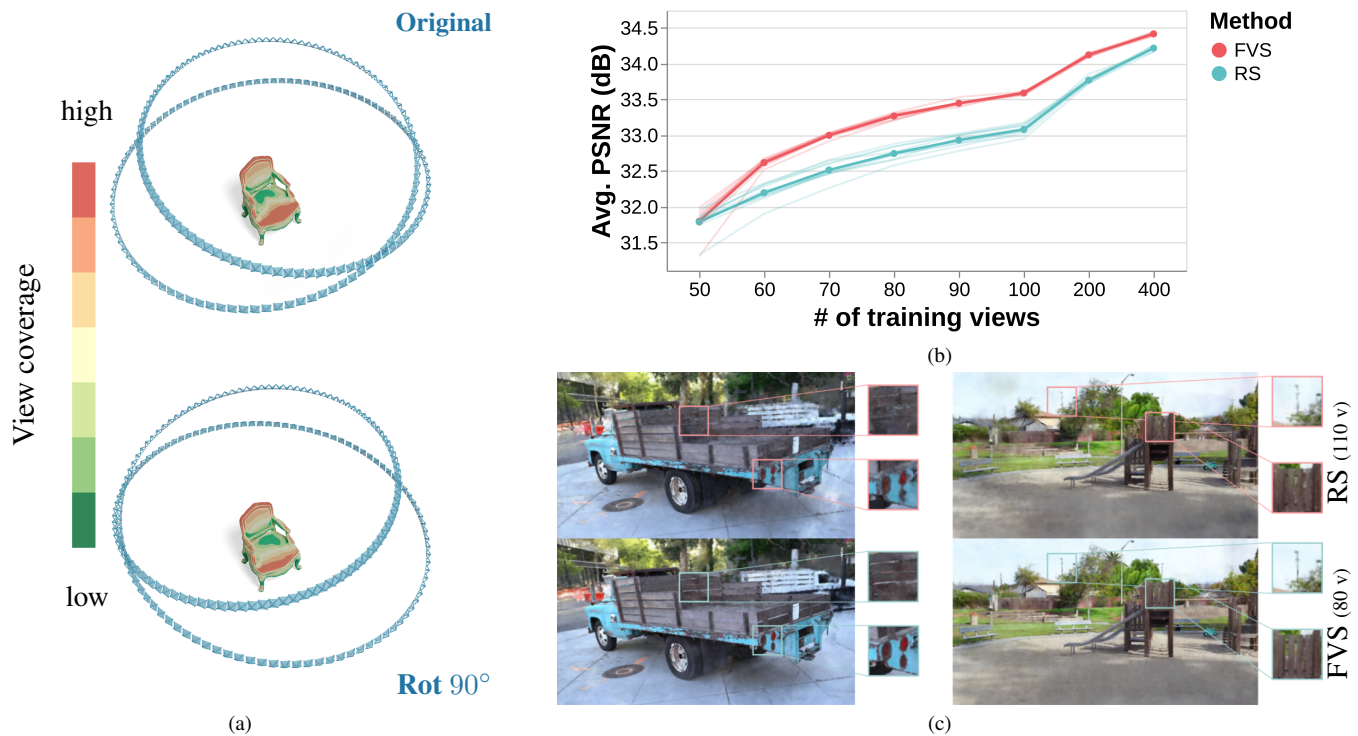 Original
high
View coverage
low
Rot 90°
(a)
Avg. PSNR (dB)
34.5
34.0
33.5
33.0
32.5
32.0
31.5
50 60 70 80 90 100 200 400
# of training views
Method
FVS
RS
(b)
RS (110 v)
FVS (80 v)
(c)